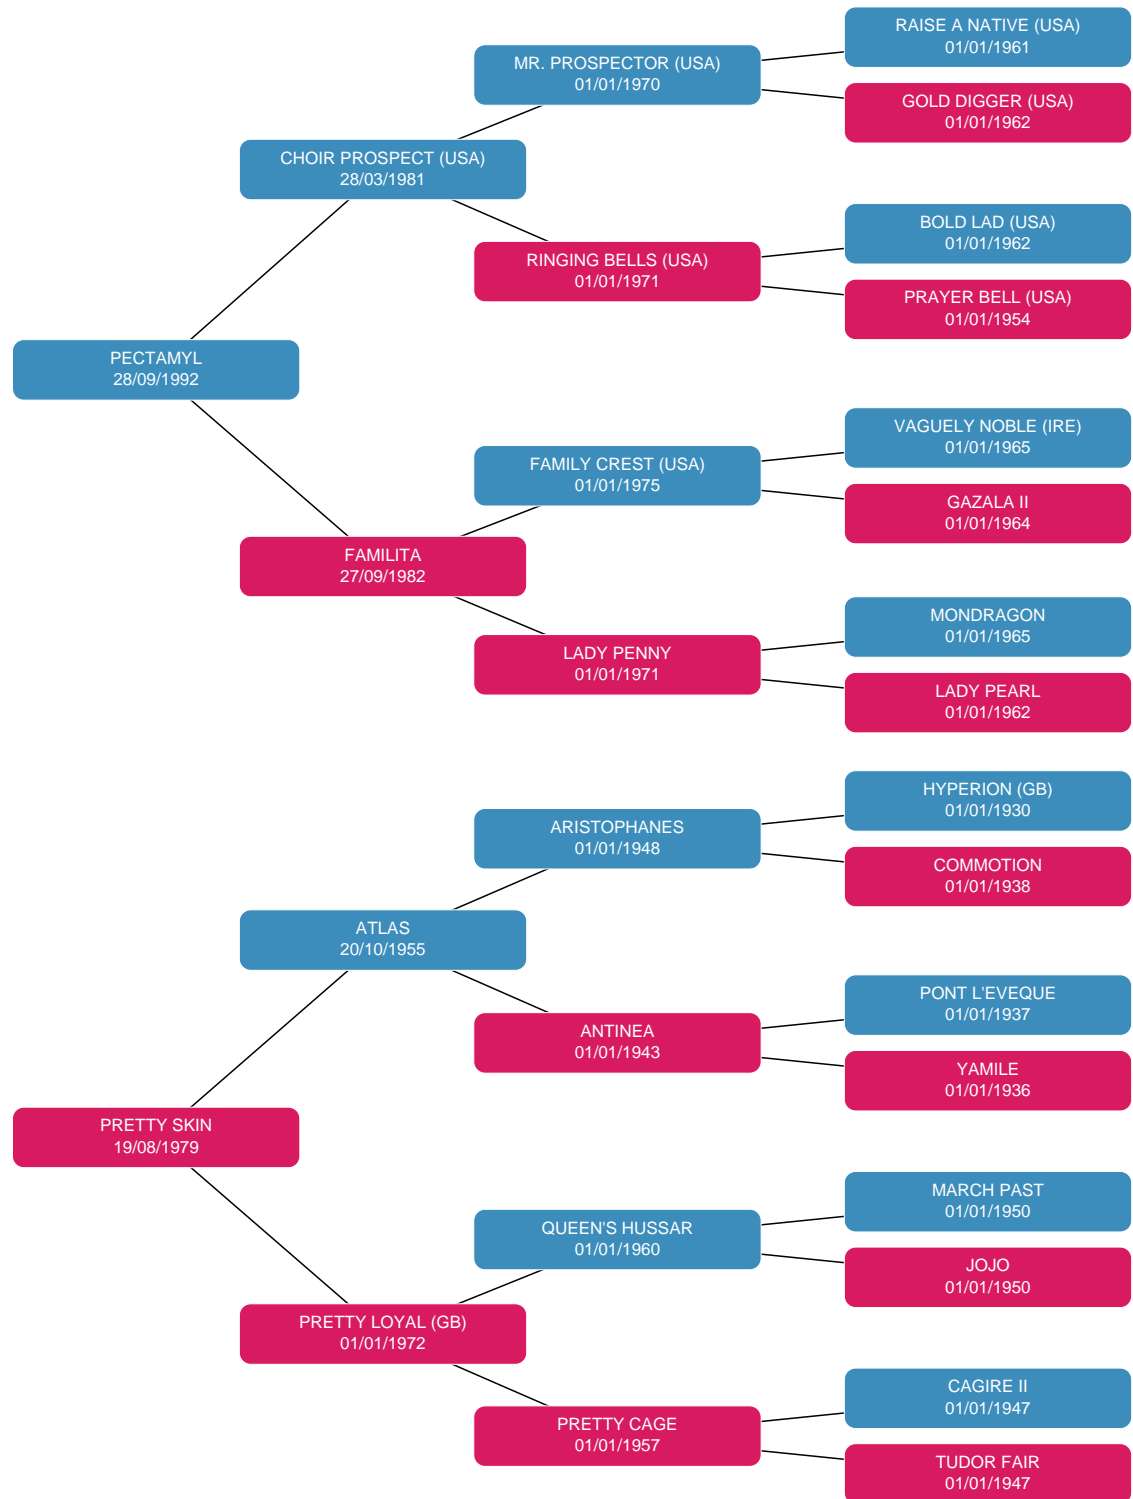 RAISE A NATIVE (USA)
01/01/1961
MR. PROSPECTOR (USA)
01/01/1970
GOLD DIGGER (USA)
01/01/1962
CHOIR PROSPECT (USA)
28/03/1981
BOLD LAD (USA)
01/01/1962
RINGING BELLS (USA)
01/01/1971
PRAYER BELL (USA)
01/01/1954
PECTAMYL
28/09/1992
VAGUELY NOBLE (IRE)
01/01/1965
FAMILY CREST (USA)
01/01/1975
GAZALA II
01/01/1964
FAMILITA
27/09/1982
MONDRAGON
01/01/1965
LADY PENNY
01/01/1971
LADY PEARL
01/01/1962
HYPERION (GB)
01/01/1930
ARISTOPHANES
01/01/1948
COMMOTION
01/01/1938
ATLAS
20/10/1955
PONT L'EVEQUE
01/01/1937
ANTINEA
01/01/1943
YAMILE
01/01/1936
PRETTY SKIN
19/08/1979
MARCH PAST
01/01/1950
QUEEN'S HUSSAR
01/01/1960
JOJO
01/01/1950
PRETTY LOYAL (GB)
01/01/1972
CAGIRE II
01/01/1947
PRETTY CAGE
01/01/1957
TUDOR FAIR
01/01/1947